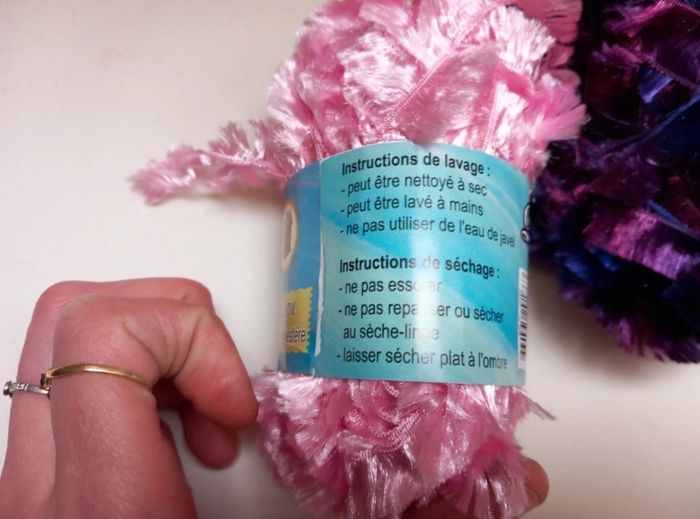 Instructions de lavage :
- peut être nettoyé à sec
- peut être lavé à mains
- ne pas utiliser de l'eau de javel
Instructions de séchage :
- ne pas essorer
- ne pas repasser ou sècher
au sèche-linge
- laisser sécher plat à l'ombre